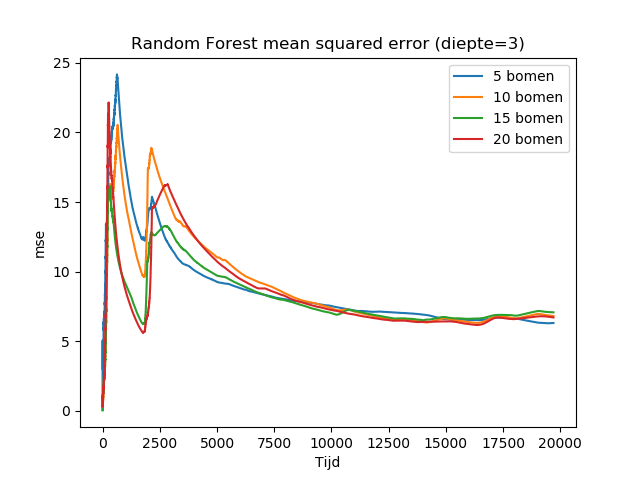 Random Forest mean squared error (diepte=3)
5 bomen
10 bomen
15 bomen
20 bomen
25
20
15
10
5
0
mse
0 2500 5000 7500 10000 12500 15000 17500 20000
Tijd